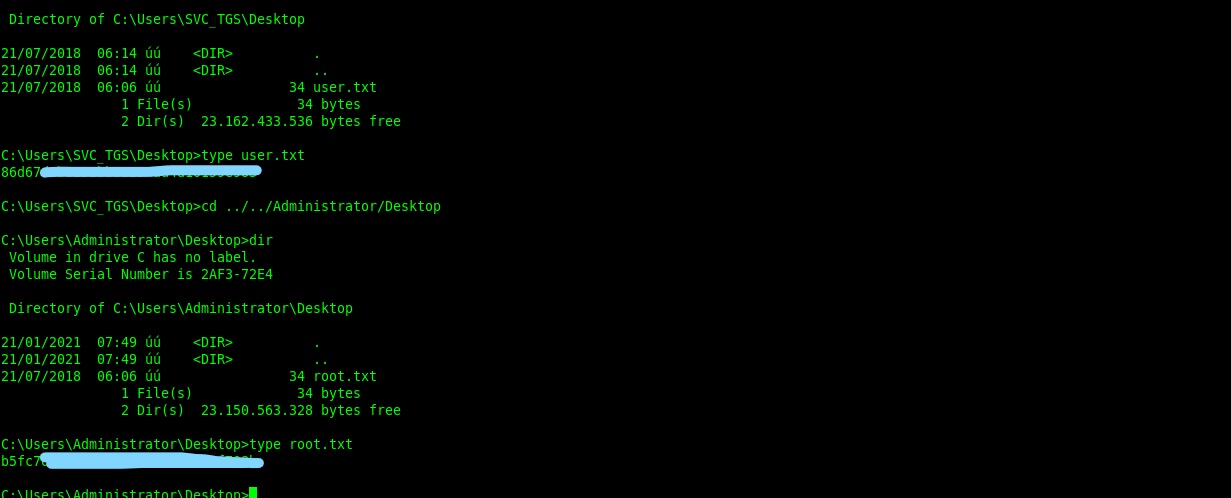 Directory of C:\Users\SVC_TGS\Desktop
21/07/2018  06:14 úú    <DIR>          .
21/07/2018  06:14 úú    <DIR>          ..
21/07/2018  06:06 úú                34 user.txt
1 File(s)             34 bytes
2 Dir(s)  23.162.433.536 bytes free
C:\Users\SVC_TGS\Desktop>type user.txt
86d67
C:\Users\SVC_TGS\Desktop>cd ../../Administrator/Desktop
C:\Users\Administrator\Desktop>dir
Volume in drive C has no label.
Volume Serial Number is 2AF3-72E4
Directory of C:\Users\Administrator\Desktop
21/01/2021  07:49 úú    <DIR>          .
21/01/2021  07:49 úú    <DIR>          ..
21/07/2018  06:06 úú                34 root.txt
1 File(s)             34 bytes
2 Dir(s)  23.150.563.328 bytes free
C:\Users\Administrator\Desktop>type root.txt
b5fc7
C:\Users\Administrator\Desktop>